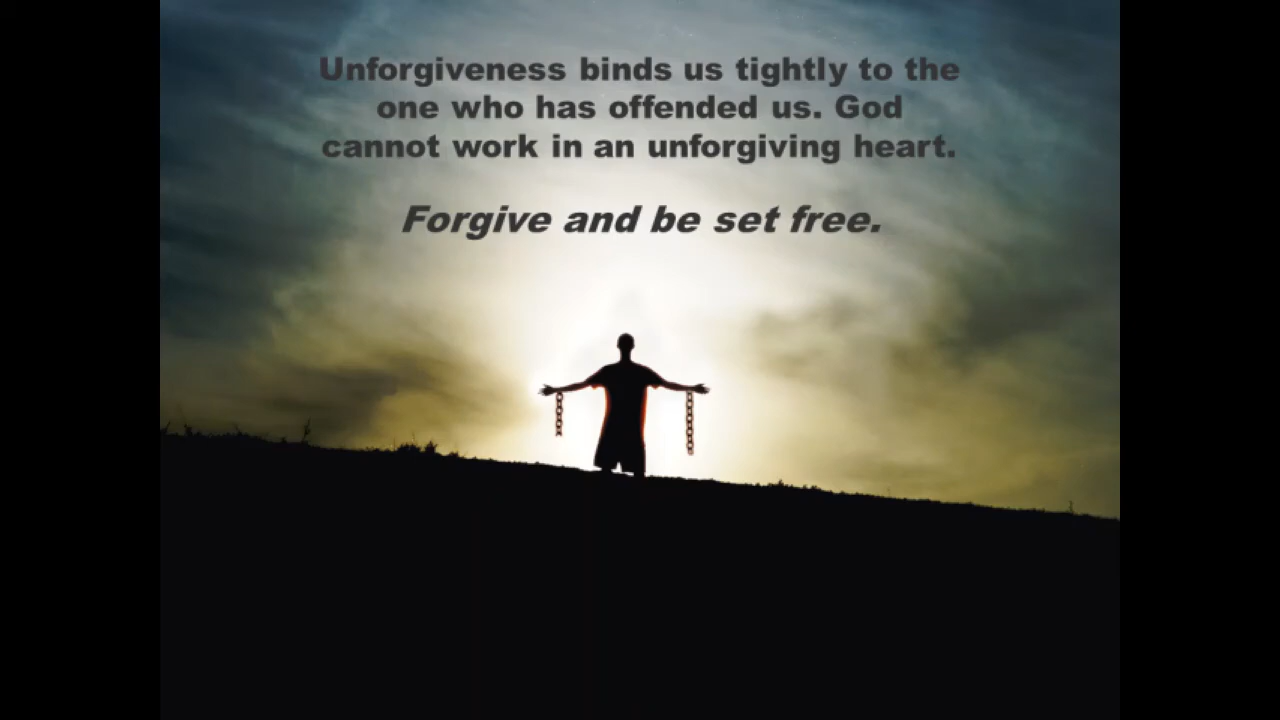 Unforgiveness binds us tightly to the
one who has offended us. God
cannot work in an unforgiving heart.
Forgive and be set free.